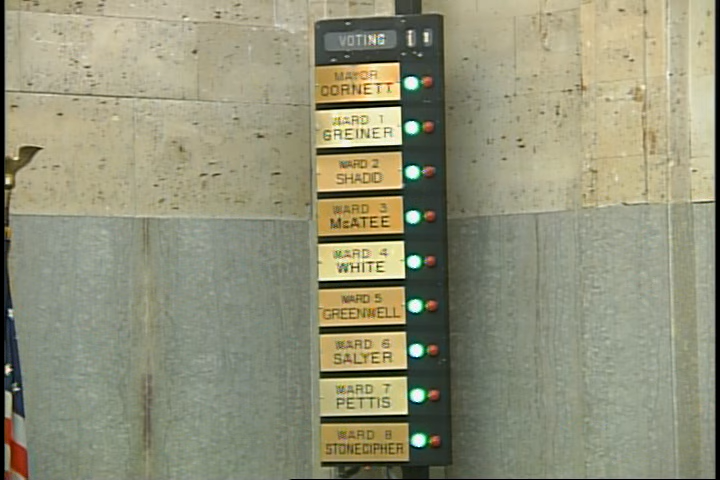 VOTING
MAYOR
CORNETT
WARD 1
GREINER
WARD 2
SHADID
WARD 3
McATEE
WARD 4
WHITE
WARD 5
GREENWELL
WARD 6
SALYER
WARD 7
PETTIS
WARD 8
STONECIPHER